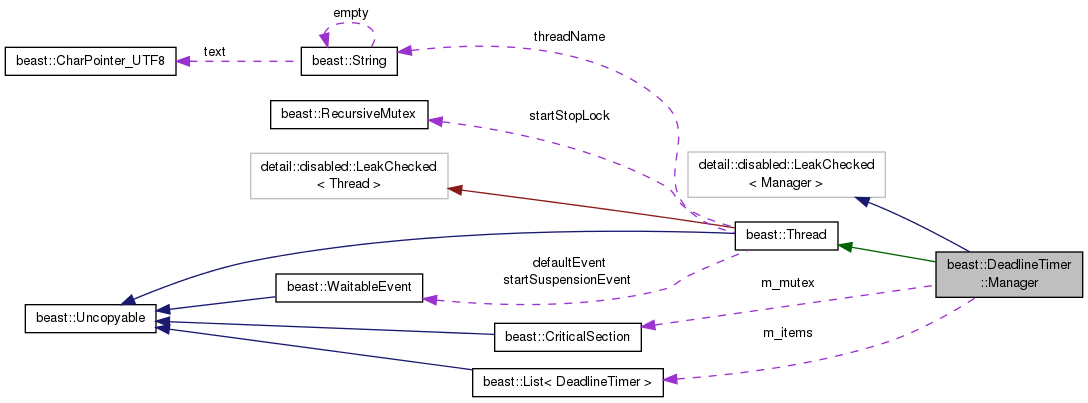 empty
beast::CharPointer_UTF8
text
beast::String
threadName
beast::RecursiveMutex
startStopLock
detail::disabled::LeakChecked
< Thread >
detail::disabled::LeakChecked
< Manager >
beast::Thread
beast::DeadlineTimer
::Manager
defaultEvent
startSuspensionEvent
beast::WaitableEvent
m_mutex
beast::Uncopyable
beast::CriticalSection
m_items
beast::List< DeadlineTimer >